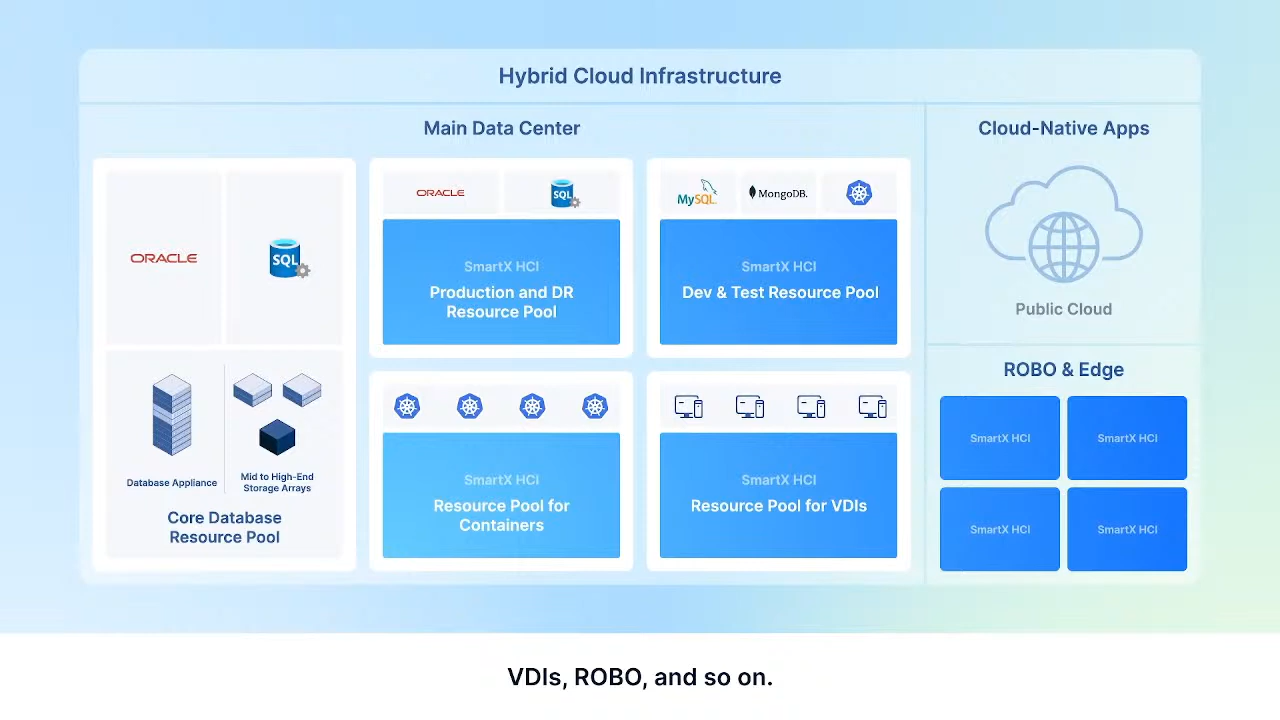 Hybrid Cloud Infrastructure
Main Data Center
ORACLE
SQL
Database Appliance
Mid to High-End
Storage Arrays
Core Database
Resource Pool
ORACLE
SQL
SmartX HCI
Production and DR
Resource Pool
MySQL
MongoDB.
SmartX HCI
Dev & Test Resource Pool
SmartX HCI
Resource Pool for
Containers
SmartX HCI
Resource Pool for VDIs
Cloud-Native Apps
Public Cloud
ROBO & Edge
SmartX HCI
SmartX HCI
SmartX HCI
SmartX HCI
VDIs, ROBO, and so on.